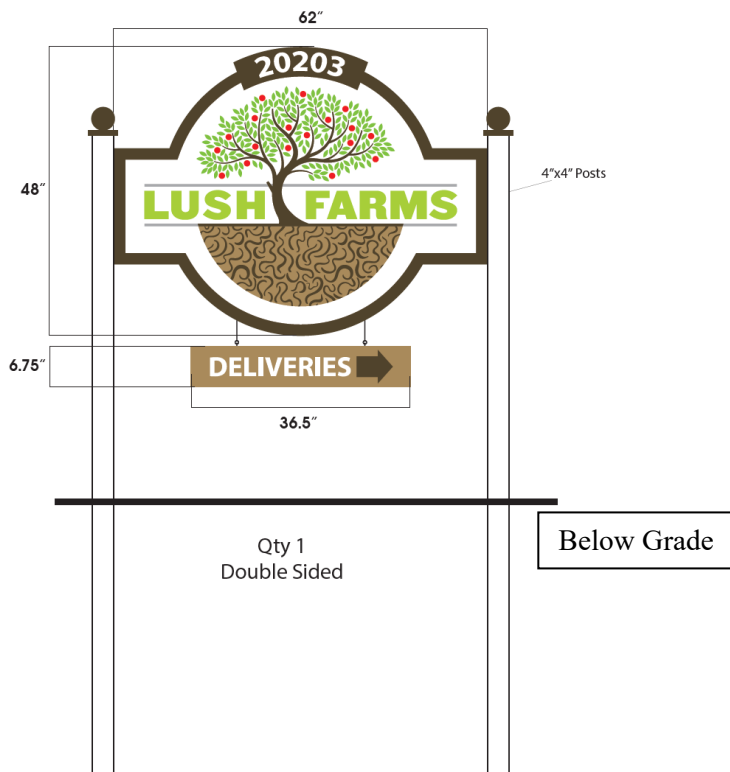 62"
20203
48"
4"x4" Posts
LUSH FARMS
6.75"
DELIVERIES
36.5"
Qty 1
Double Sided
Below Grade